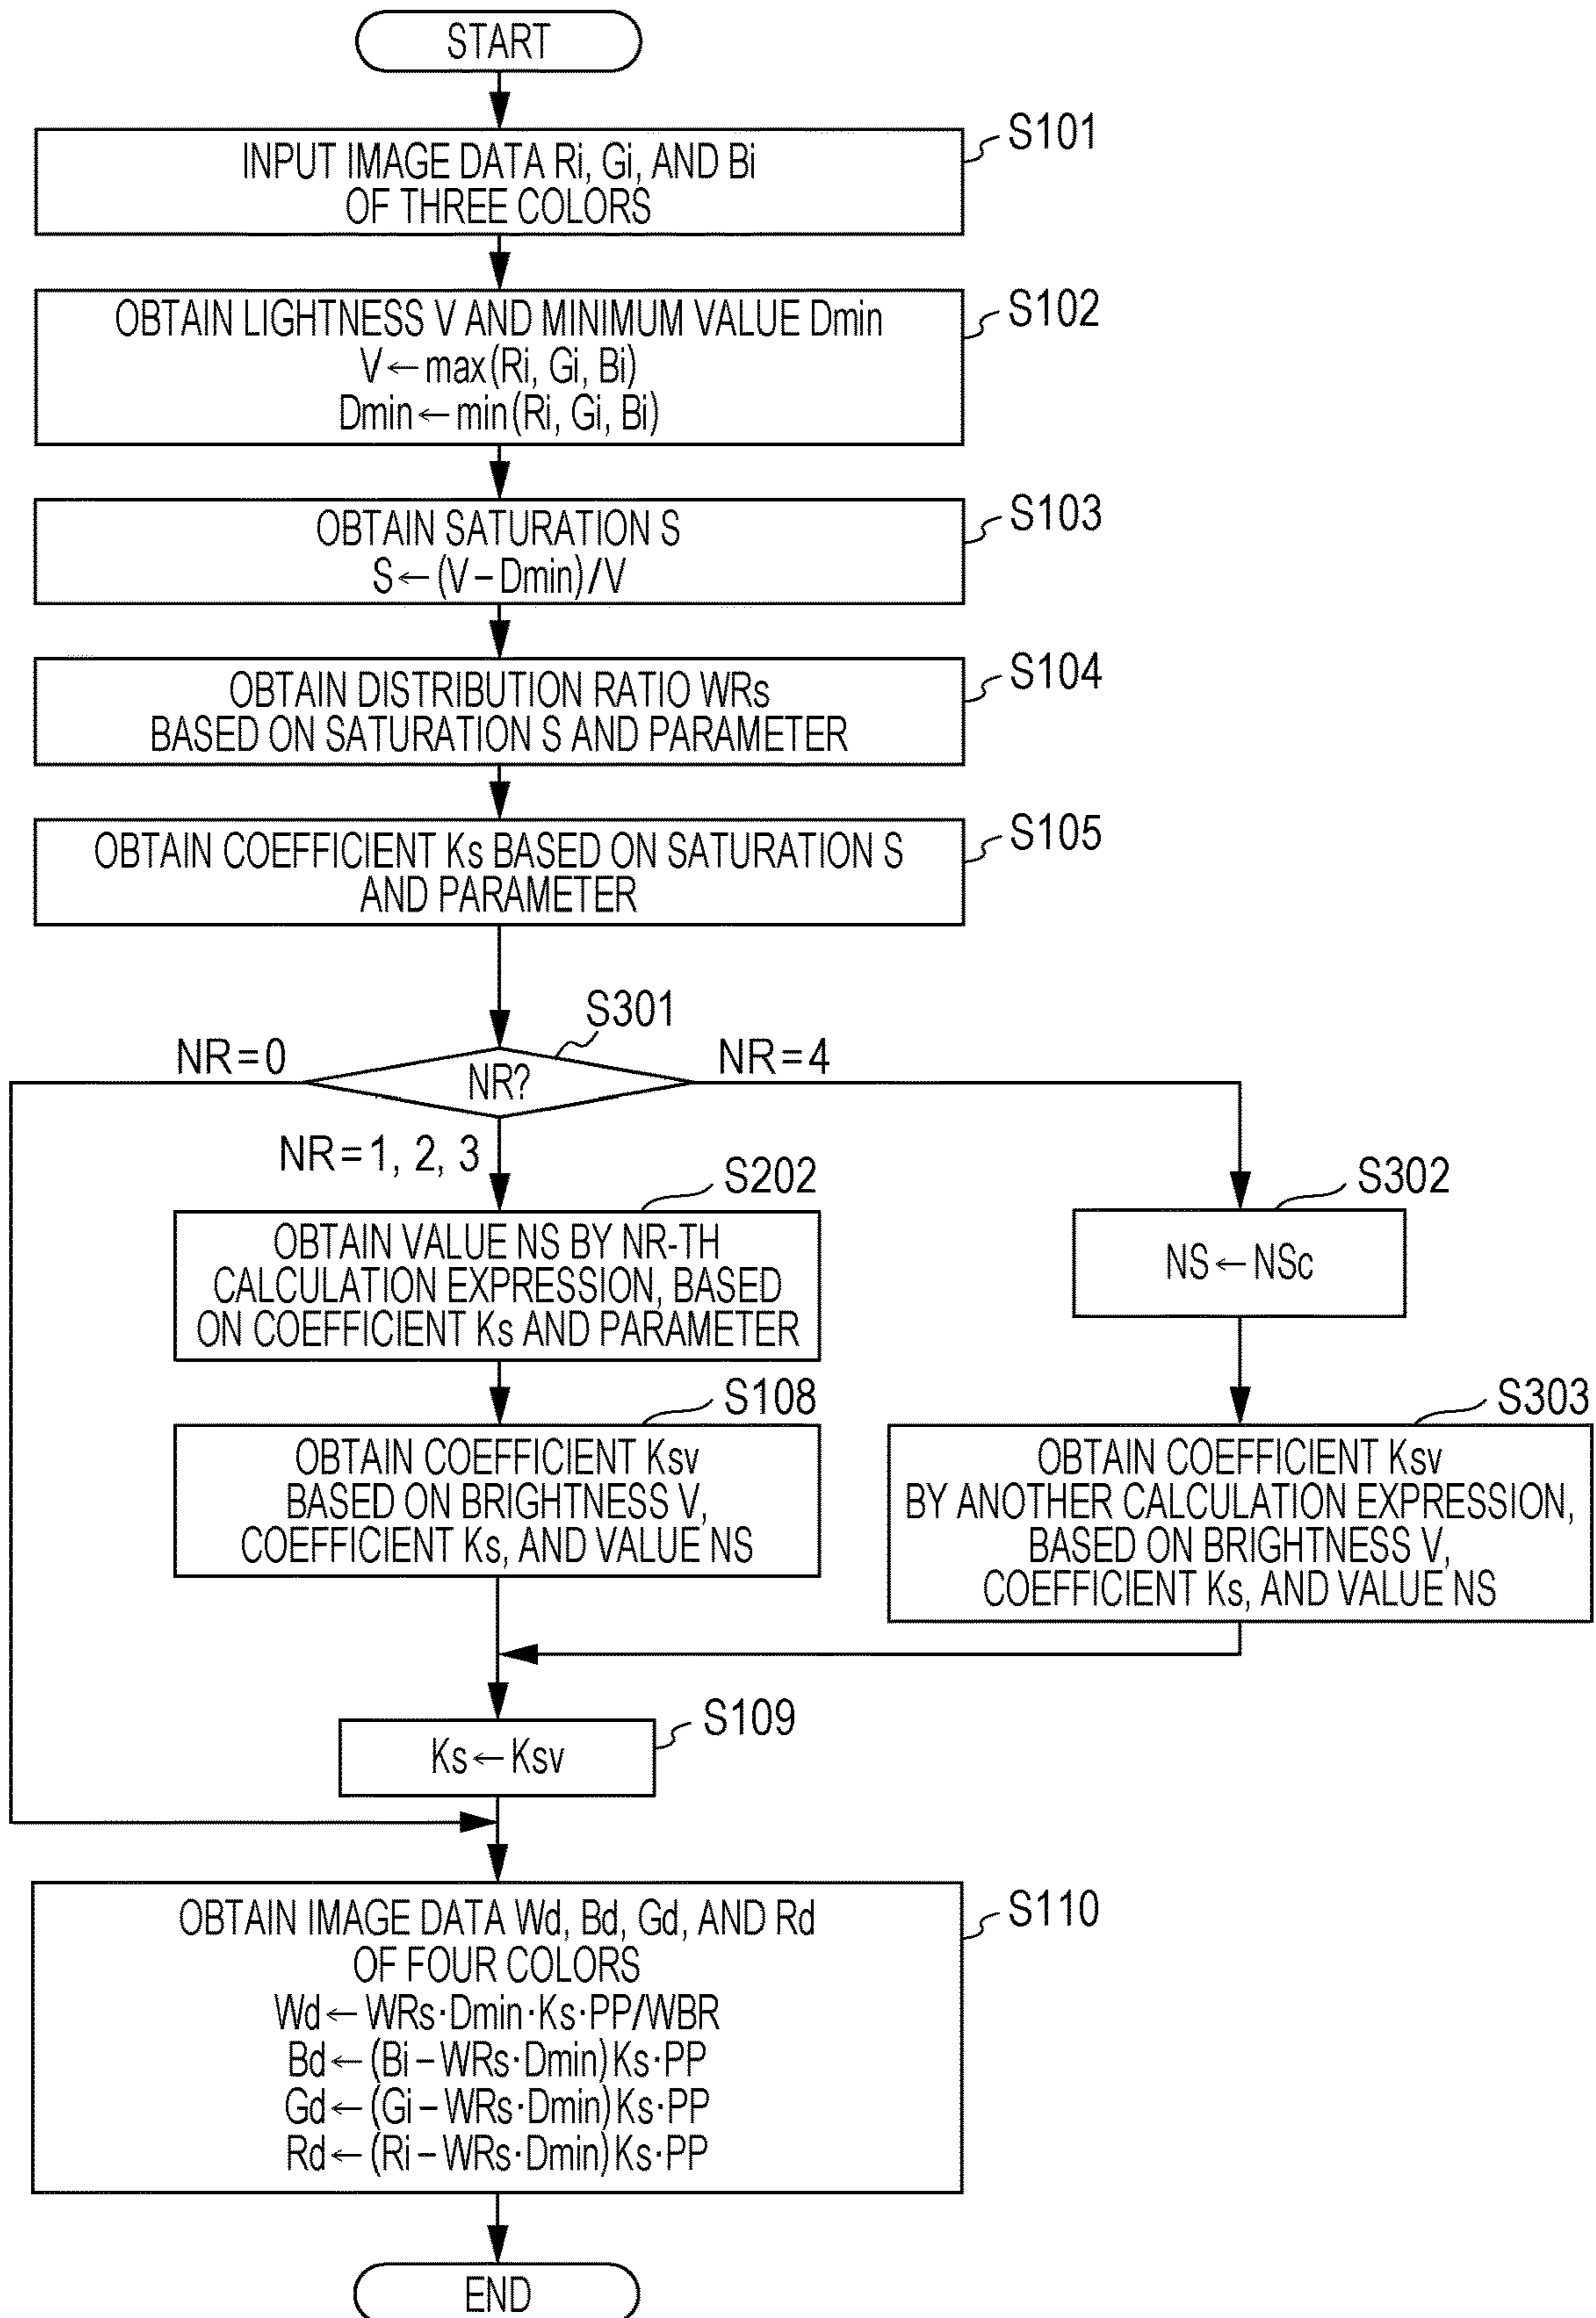 START
S101
INPUT IMAGE DATA Ri, Gi, AND Bi
OF THREE COLORS
S102
OBTAIN LIGHTNESS V AND MINIMUM VALUE Dmin
V←max(Ri, Gi, Bi)
Dmin←min(Ri, Gi, Bi)
S103
OBTAIN SATURATION S
S←(V−Dmin)/V
S104
OBTAIN DISTRIBUTION RATIO WRs
BASED ON SATURATION S AND PARAMETER
S105
OBTAIN COEFFICIENT Ks BASED ON SATURATION S
AND PARAMETER
S301
NR=0
NR?
NR=4
NR=1, 2, 3
S202
OBTAIN VALUE NS BY NR-TH
CALCULATION EXPRESSION, BASED
ON COEFFICIENT Ks AND PARAMETER
S302
NS←NSc
S108
OBTAIN COEFFICIENT Ksv
BASED ON BRIGHTNESS V,
COEFFICIENT Ks, AND VALUE NS
S303
OBTAIN COEFFICIENT Ksv
BY ANOTHER CALCULATION EXPRESSION,
BASED ON BRIGHTNESS V,
COEFFICIENT Ks, AND VALUE NS
S109
Ks←Ksv
S110
OBTAIN IMAGE DATA Wd, Bd, Gd, AND Rd
OF FOUR COLORS
Wd←WRs·Dmin·Ks·PP/WBR
Bd←(Bi−WRs·Dmin)Ks·PP
Gd←(Gi−WRs·Dmin)Ks·PP
Rd←(Ri−WRs·Dmin)Ks·PP
END